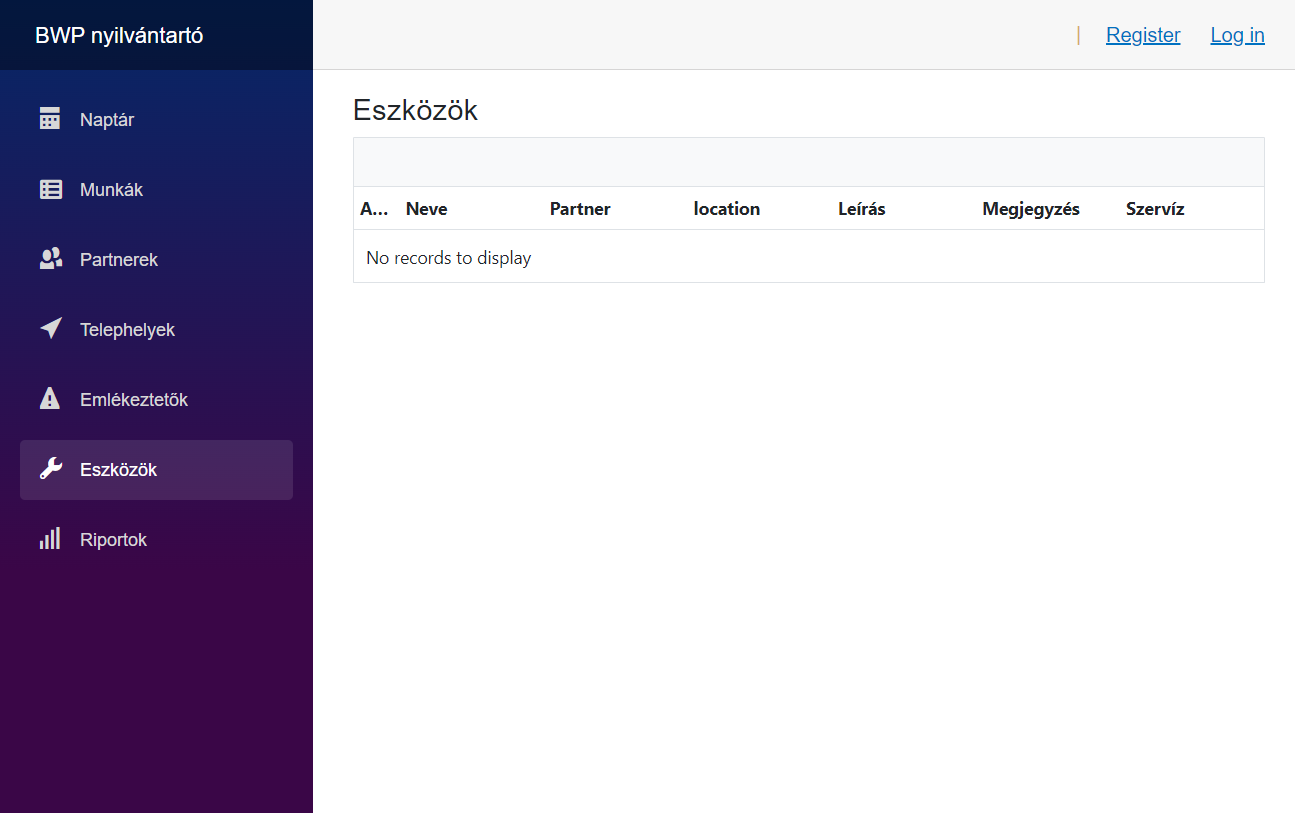 BWP nyilvántartó
| Register Log in
Naptár
Munkák
Partnerek
Telephelyek
Emlékeztetők
Eszközök
Riportok
Eszközök
A... Neve Partner location Leírás Megjegyzés Szervíz
No records to display